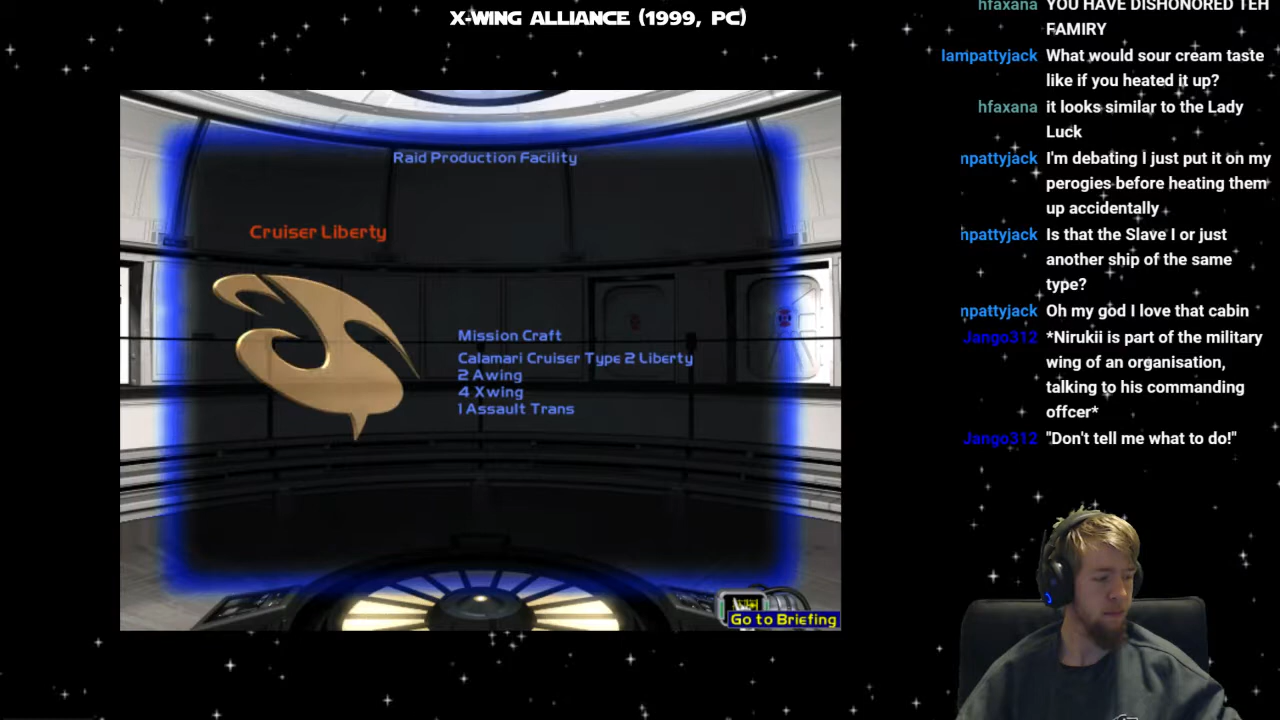 X-WING ALLIANCE (1999, PC)
Raid Production Facility
Cruiser Liberty
Mission Craft
Calamari Cruiser Type 2 Liberty
2 Awing
4 Xwing
1 Assault Trans
Go to Briefing
hfaxana YOU HAVE DISHONORED TEH
FAMIRY
Iampattyjack What would sour cream taste
like if you heated it up?
hfaxana it looks similar to the Lady
Luck
npattyjack I'm debating I just put it on my
perogies before heating them
up accidentally
npattyjack Is that the Slave I or just
another ship of the same
type?
npattyjack Oh my god I love that cabin
Jango312 *Nirukii is part of the military
wing of an organisation,
talking to his commanding
offcer*
Jango312 "Don't tell me what to do!"